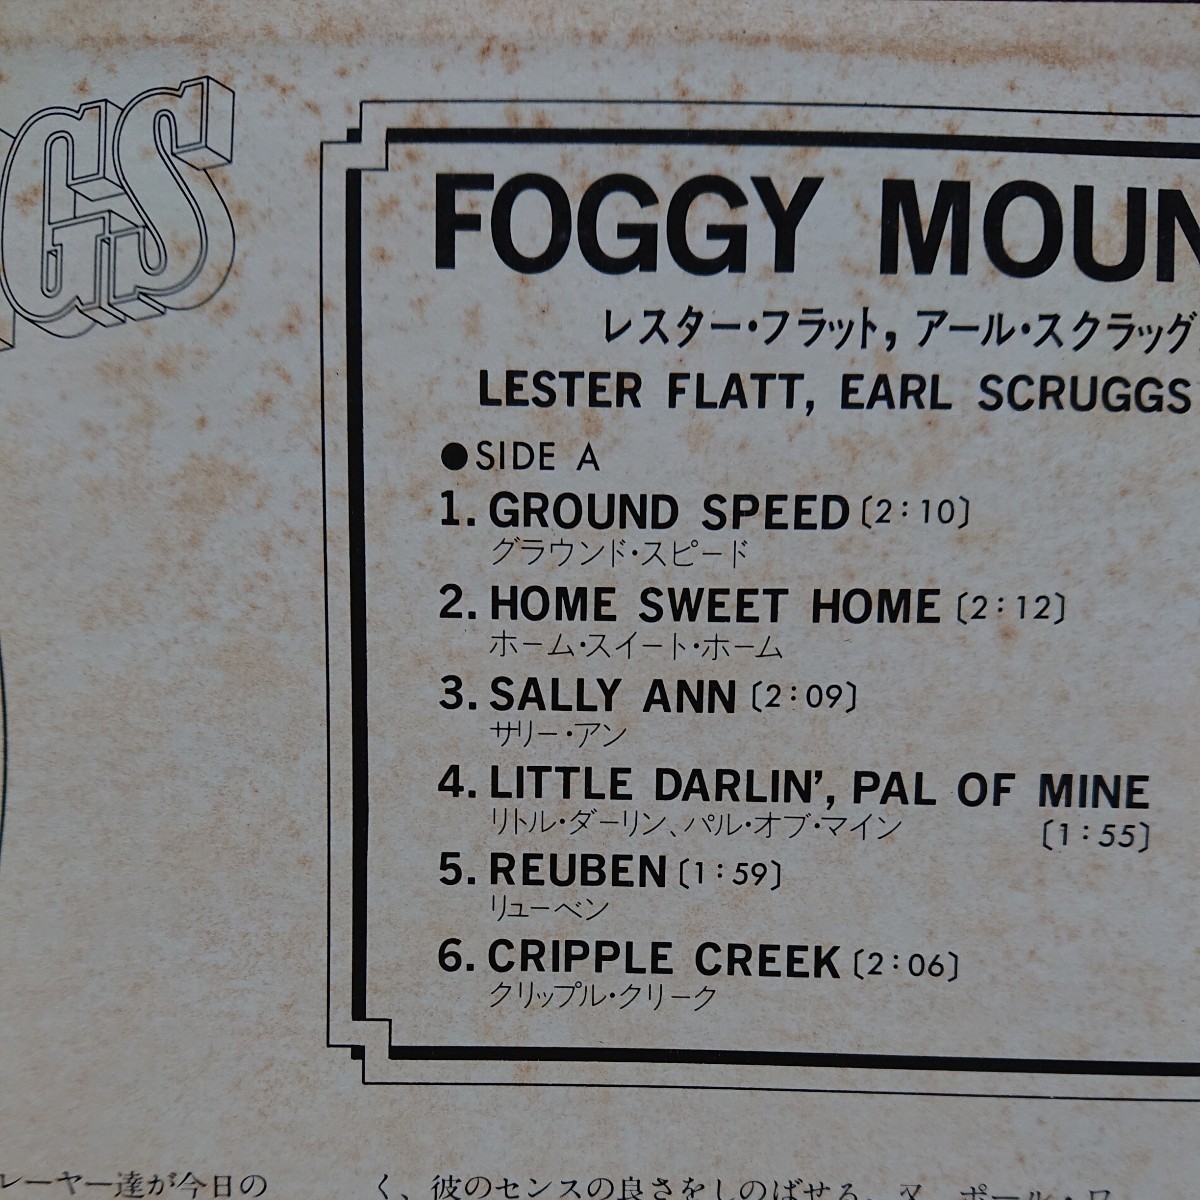 GS
FOGGY MOUN
レスター・フラット, アール・スクラッグ
LESTER FLATT, EARL SCRUGGS
●SIDE A
1. GROUND SPEED〔2:10〕
グラウンド・スピード
2. HOME SWEET HOME〔2:12〕
ホーム・スイート・ホーム
3. SALLY ANN〔2:09〕
サリー・アン
4. LITTLE DARLIN', PAL OF MINE
リトル・ダーリン、パル・オブ・マイン 〔1:55〕
5. REUBEN〔1:59〕
リューベン
6. CRIPPLE CREEK〔2:06〕
クリップル・クリーク
レーヤー達が今日の
く、彼のセンスの良さをしのばせる。又、ポール・ワ